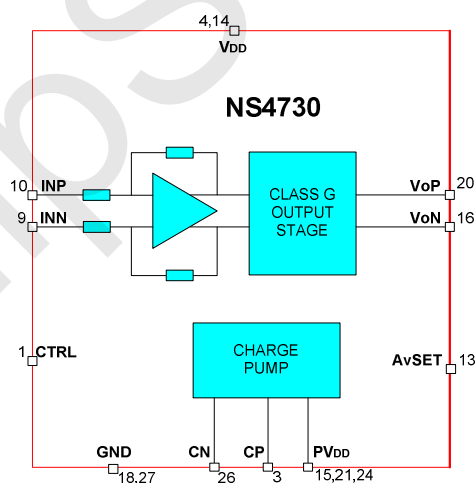 4,14
VDD
NS4730
10 INP
9 INN
CLASS G
OUTPUT
STAGE
VoP 20
VoN 16
1 CTRL
CHARGE
PUMP
AvSET 13
GND
18.27
CN
26
CP
3
PVDD
15,21,24